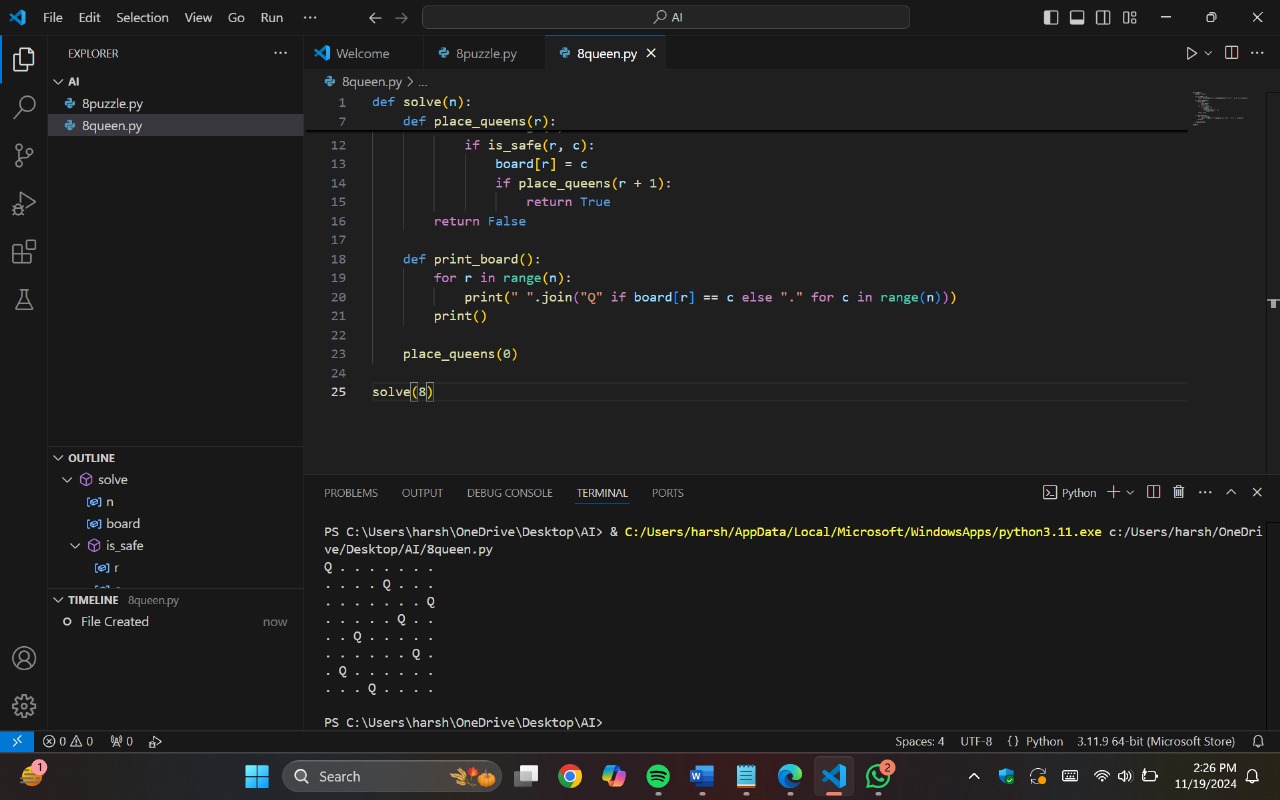 File Edit Selection View Go Run ··· AI
EXPLORER ···
AI
8puzzle.py
8queen.py
OUTLINE
solve
n
board
is_safe
r
TIMELINE 8queen.py
File Created now
Welcome 8puzzle.py 8queen.py
8queen.py > ...
1 def solve(n):
7     def place_queens(r):
12             if is_safe(r, c):
13                 board[r] = c
14                 if place_queens(r + 1):
15                     return True
16         return False
17
18     def print_board():
19         for r in range(n):
20             print(" ".join("Q" if board[r] == c else "." for c in range(n)))
21         print()
22
23     place_queens(0)
24
25 solve(8)
PROBLEMS OUTPUT DEBUG CONSOLE TERMINAL PORTS Python
PS C:\Users\harsh\OneDrive\Desktop\AI> & C:/Users/harsh/AppData/Local/Microsoft/WindowsApps/python3.11.exe c:/Users/harsh/OneDri
ve/Desktop/AI/8queen.py
Q . . . . . . .
. . . . Q . . .
. . . . . . . Q
. . . . . Q . .
. . Q . . . . .
. . . . . . Q .
. Q . . . . . .
. . . Q . . . .
PS C:\Users\harsh\OneDrive\Desktop\AI>
0 0 0 Spaces: 4 UTF-8 {} Python 3.11.9 64-bit (Microsoft Store)
1 Search 2 2:26 PM
11/19/2024